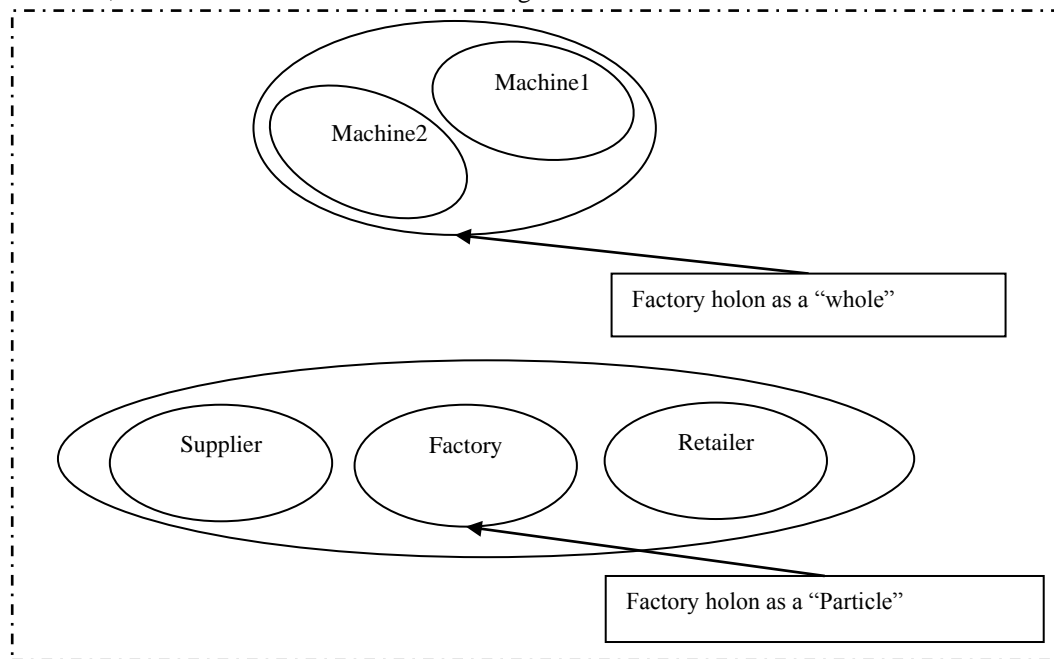 Machine1
Machine2
Factory holon as a “whole”
Supplier
Factory
Retailer
Factory holon as a “Particle”